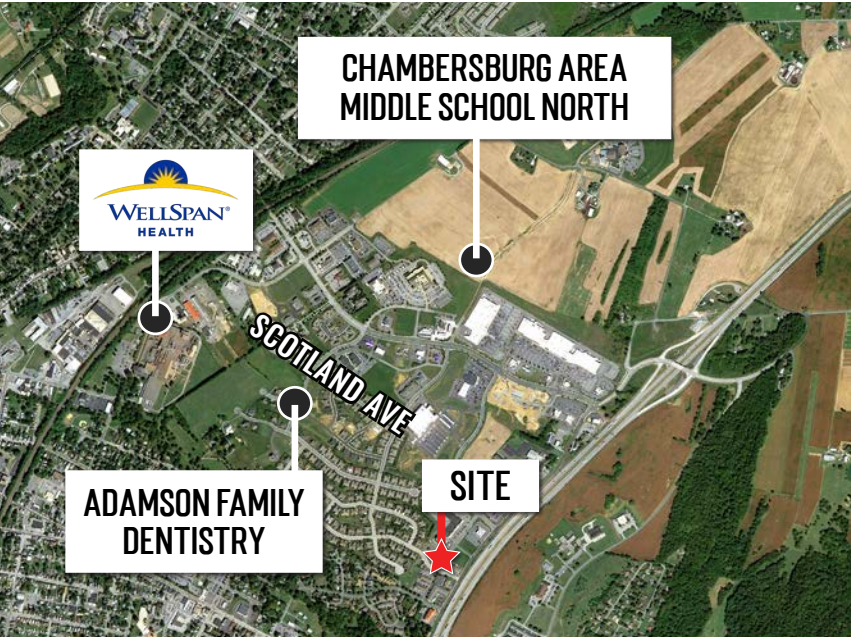 CHAMBERSBURG AREA
MIDDLE SCHOOL NORTH
WELLSPAN®
HEALTH
SCOTLAND AVE
ADAMSON FAMILY
DENTISTRY
SITE